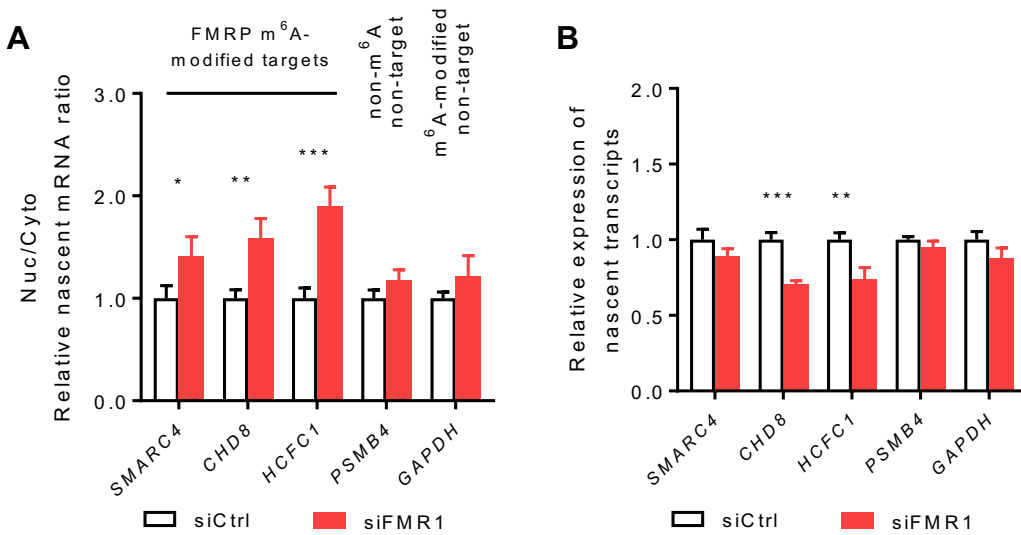 A
FMRP m⁶A-
modified targets
non-m⁶A
non-target
m⁶A-modified
non-target
Nuc/Cyto
Relative nascent mRNA ratio
3.0
2.0
1.0
0.0
*
**
***
SMARC4
CHD8
HCFC1
PSMB4
GAPDH
siCtrl
siFMR1
B
Relative expression of
nascent transcripts
2.0
1.5
1.0
0.5
0.0
***
**
SMARC4
CHD8
HCFC1
PSMB4
GAPDH
siCtrl
siFMR1